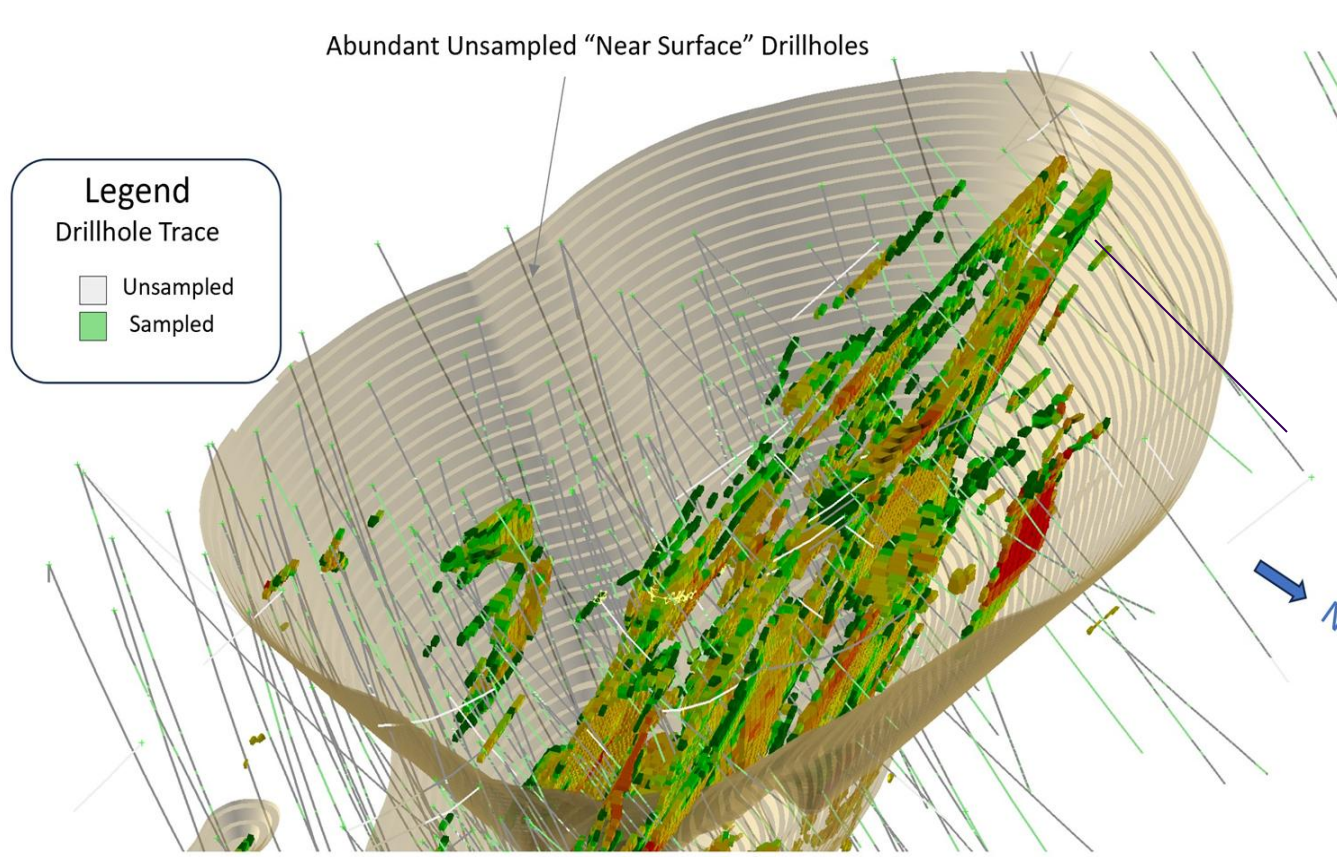 Abundant Unsampled “Near Surface” Drillholes
Legend
Drillhole Trace
Unsampled
Sampled
N